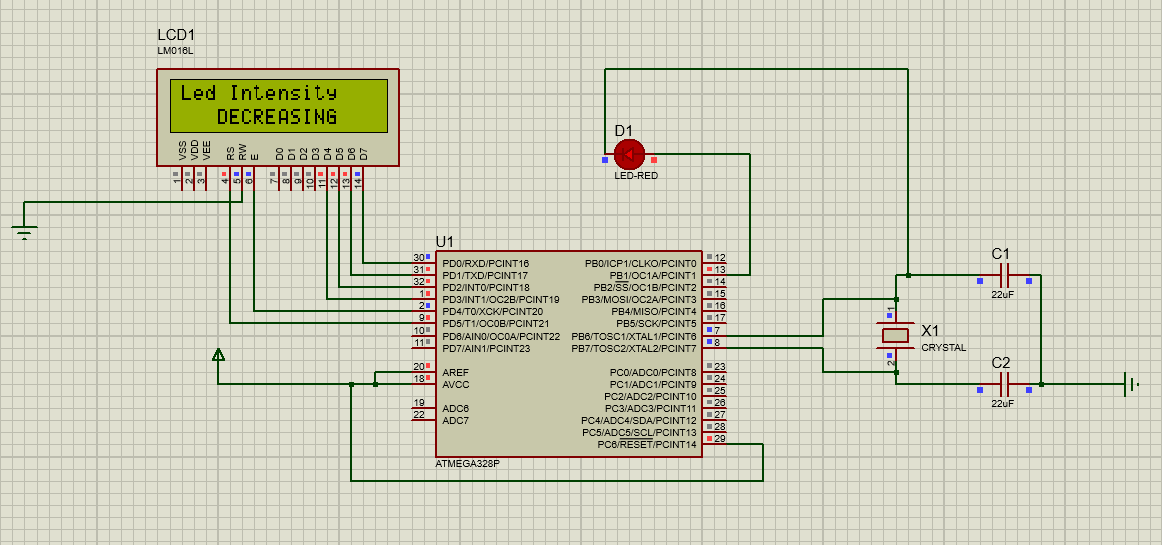 LCD1
LM016L
Led Intensity
DECREASING
VSS VDD VEE RS RW E D0 D1 D2 D3 D4 D5 D6 D7
1 2 3 4 5 6 7 8 9 10 11 12 13 14
D1
LED-RED
U1
30 PD0/RXD/PCINT16 PB0/ICP1/CLKO/PCINT0 12
31 PD1/TXD/PCINT17 PB1/OC1A/PCINT1 13
32 PD2/INT0/PCINT18 PB2/SS/OC1B/PCINT2 14
1 PD3/INT1/OC2B/PCINT19 PB3/MOSI/OC2A/PCINT3 15
2 PD4/T0/XCK/PCINT20 PB4/MISO/PCINT4 16
9 PD5/T1/OC0B/PCINT21 PB5/SCK/PCINT5 17
10 PD6/AIN0/OC0A/PCINT22 PB6/TOSC1/XTAL1/PCINT6 7
11 PD7/AIN1/PCINT23 PB7/TOSC2/XTAL2/PCINT7 8
20 AREF PC0/ADC0/PCINT8 23
18 AVCC PC1/ADC1/PCINT9 24
PC2/ADC2/PCINT10 25
19 ADC6 PC3/ADC3/PCINT11 26
22 ADC7 PC4/ADC4/SDA/PCINT12 27
PC5/ADC5/SCL/PCINT13 28
PC6/RESET/PCINT14 29
ATMEGA328P
C1
22uF
1
X1
CRYSTAL
2
C2
22uF